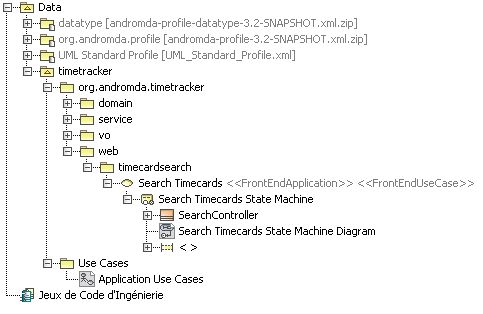 Data
datatype [andromda-profile-datatype-3.2-SNAPSHOT.xml.zip]
org.andromda.profile [andromda-profile-3.2-SNAPSHOT.xml.zip]
UML Standard Profile [UML_Standard_Profile.xml]
timetracker
org.andromda.timetracker
domain
service
vo
web
timecardsearch
Search Timecards <<FrontEndApplication>> <<FrontEndUseCase>>
Search Timecards State Machine
SearchController
Search Timecards State Machine Diagram
< >
Use Cases
Application Use Cases
Jeux de Code d'Ingénierie